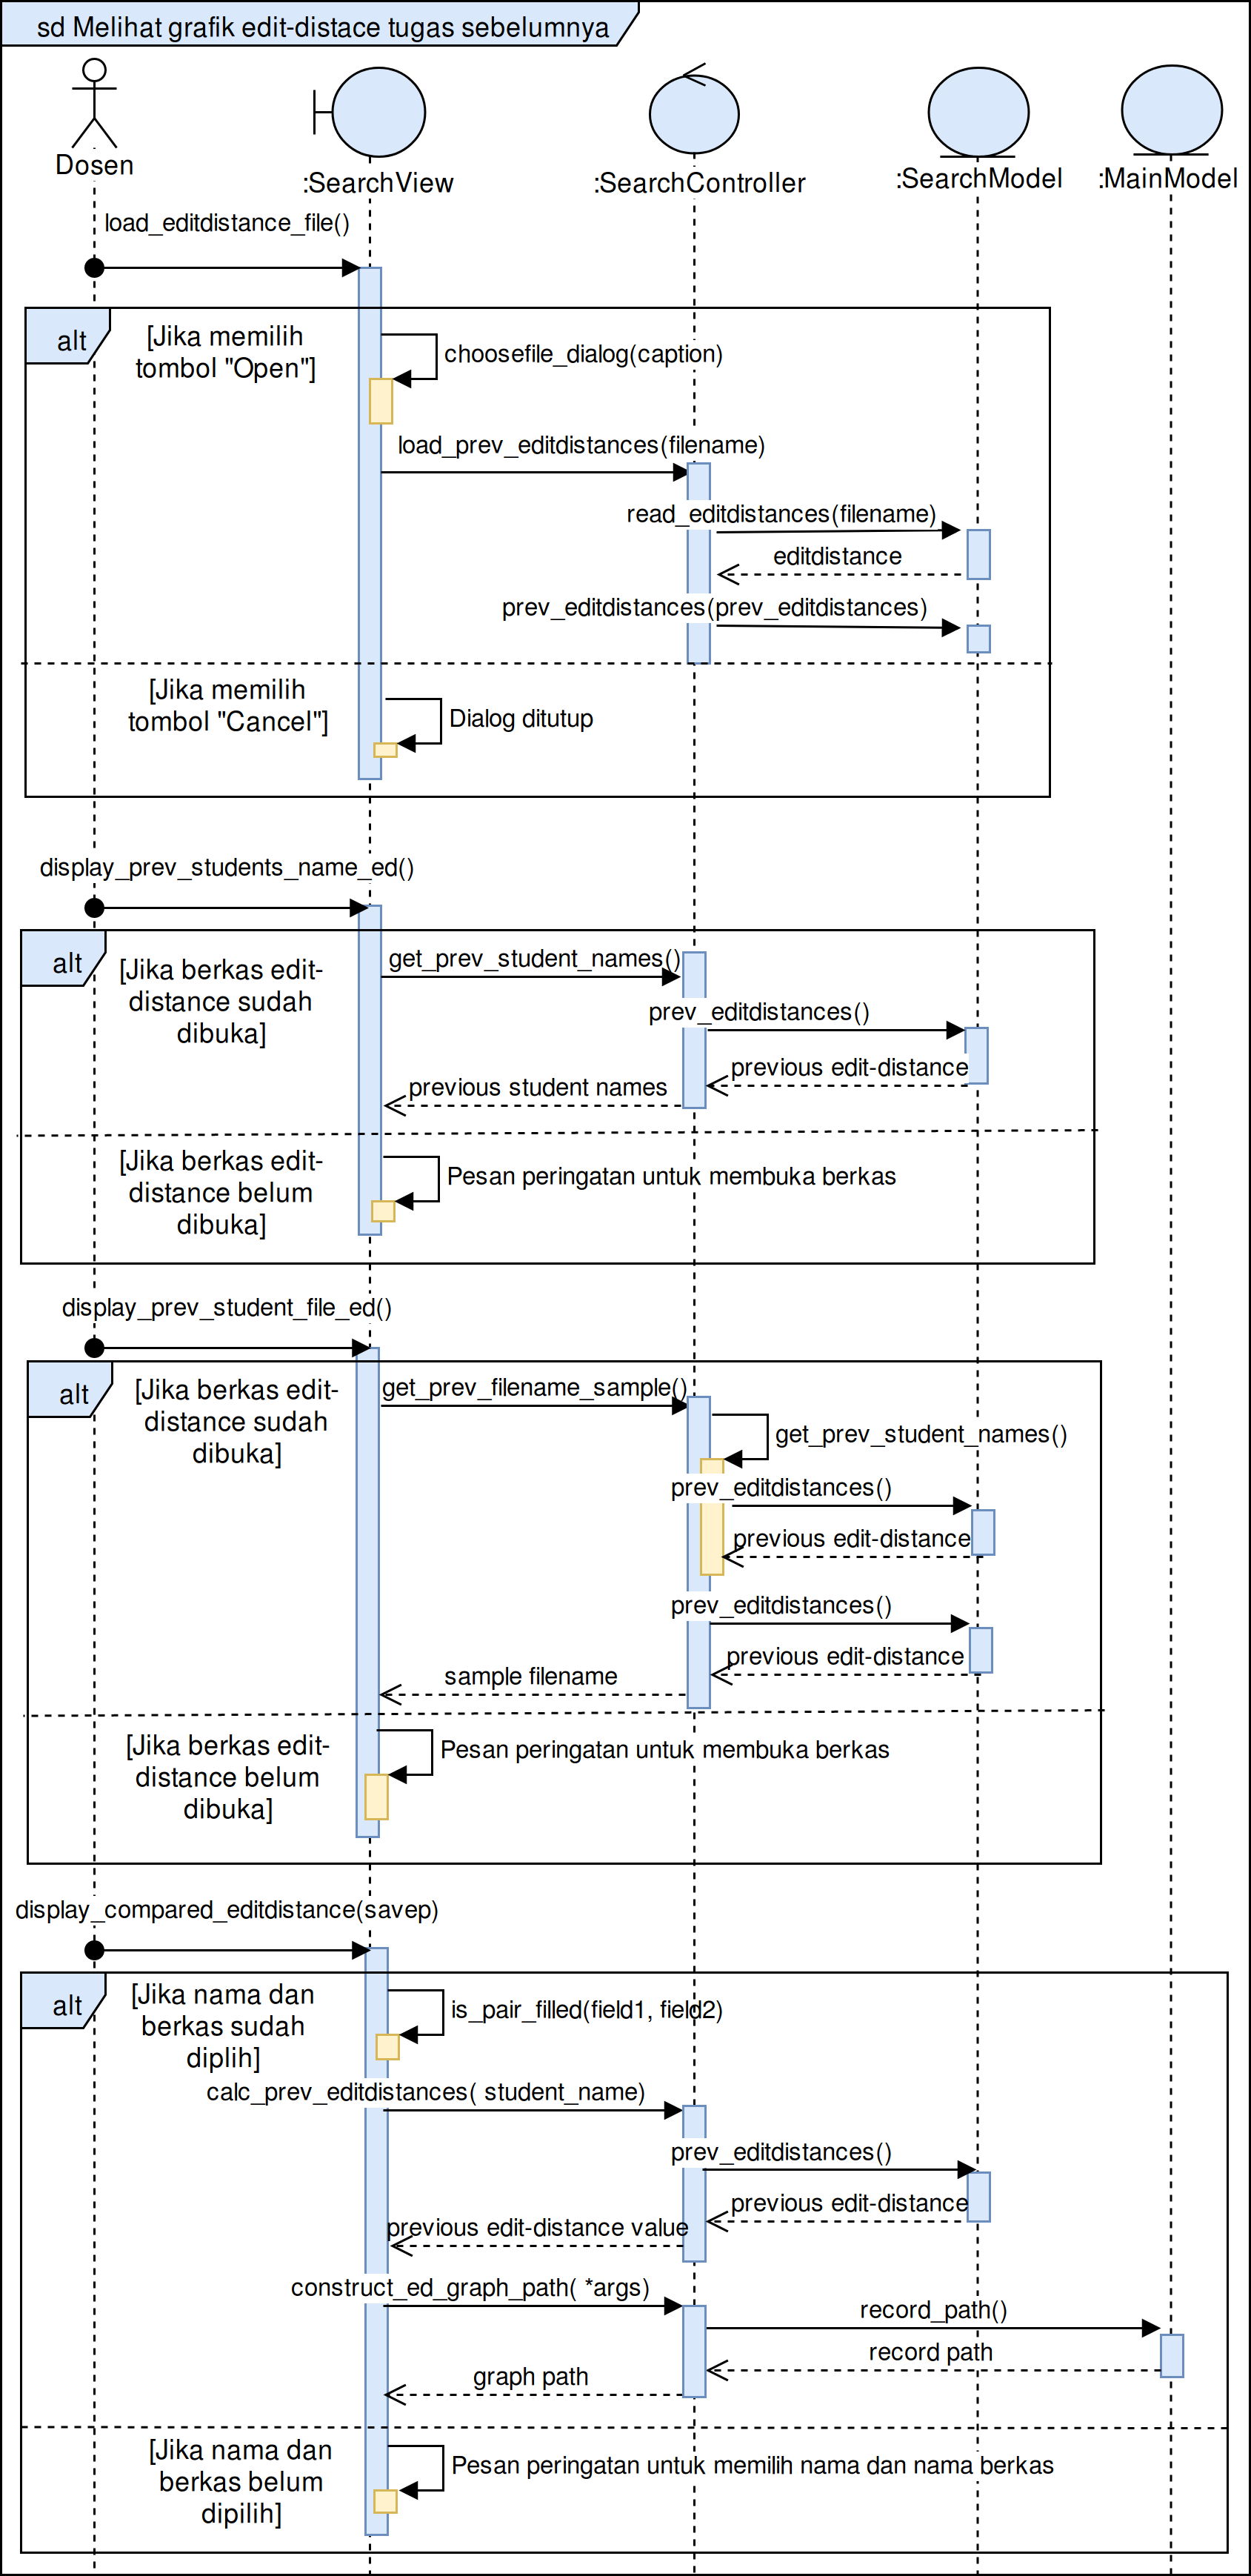 sd Melihat grafik edit-distace tugas sebelumnya
Dosen
:SearchView
:SearchController
:SearchModel
:MainModel
load_editdistance_file()
alt
[Jika memilih
tombol "Open"]
choosefile_dialog(caption)
load_prev_editdistances(filename)
read_editdistances(filename)
editdistance
prev_editdistances(prev_editdistances)
[Jika memilih
tombol "Cancel"]
Dialog ditutup
display_prev_students_name_ed()
alt
[Jika berkas edit-
distance sudah
dibuka]
get_prev_student_names()
prev_editdistances()
previous edit-distance
previous student names
[Jika berkas edit-
distance belum
dibuka]
Pesan peringatan untuk membuka berkas
display_prev_student_file_ed()
alt
[Jika berkas edit-
distance sudah
dibuka]
get_prev_filename_sample()
get_prev_student_names()
prev_editdistances()
previous edit-distance
prev_editdistances()
previous edit-distance
sample filename
[Jika berkas edit-
distance belum
dibuka]
Pesan peringatan untuk membuka berkas
display_compared_editdistance(savep)
alt
[Jika nama dan
berkas sudah
diplih]
is_pair_filled(field1, field2)
calc_prev_editdistances( student_name)
prev_editdistances()
previous edit-distance
previous edit-distance value
construct_ed_graph_path( *args)
record_path()
record path
graph path
[Jika nama dan
berkas belum
dipilih]
Pesan peringatan untuk memilih nama dan nama berkas